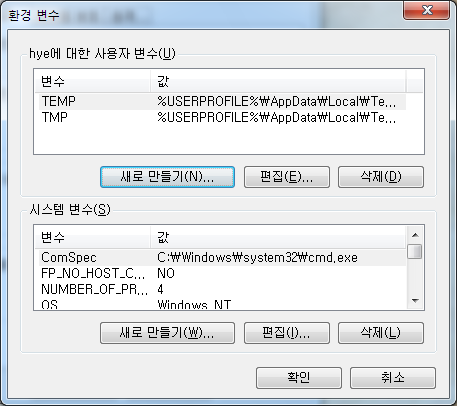 환경 변수
hye에 대한 사용자 변수(U)
변수 값
TEMP %USERPROFILE%₩AppData₩Local₩Te...
TMP %USERPROFILE%₩AppData₩Local₩Te...
새로 만들기(N)... 편집(E)... 삭제(D)
시스템 변수(S)
변수 값
ComSpec C:₩Windows₩system32₩cmd.exe
FP_NO_HOST_C... NO
NUMBER_OF_PR... 4
OS Windows_NT
새로 만들기(W)... 편집(I)... 삭제(L)
확인 취소